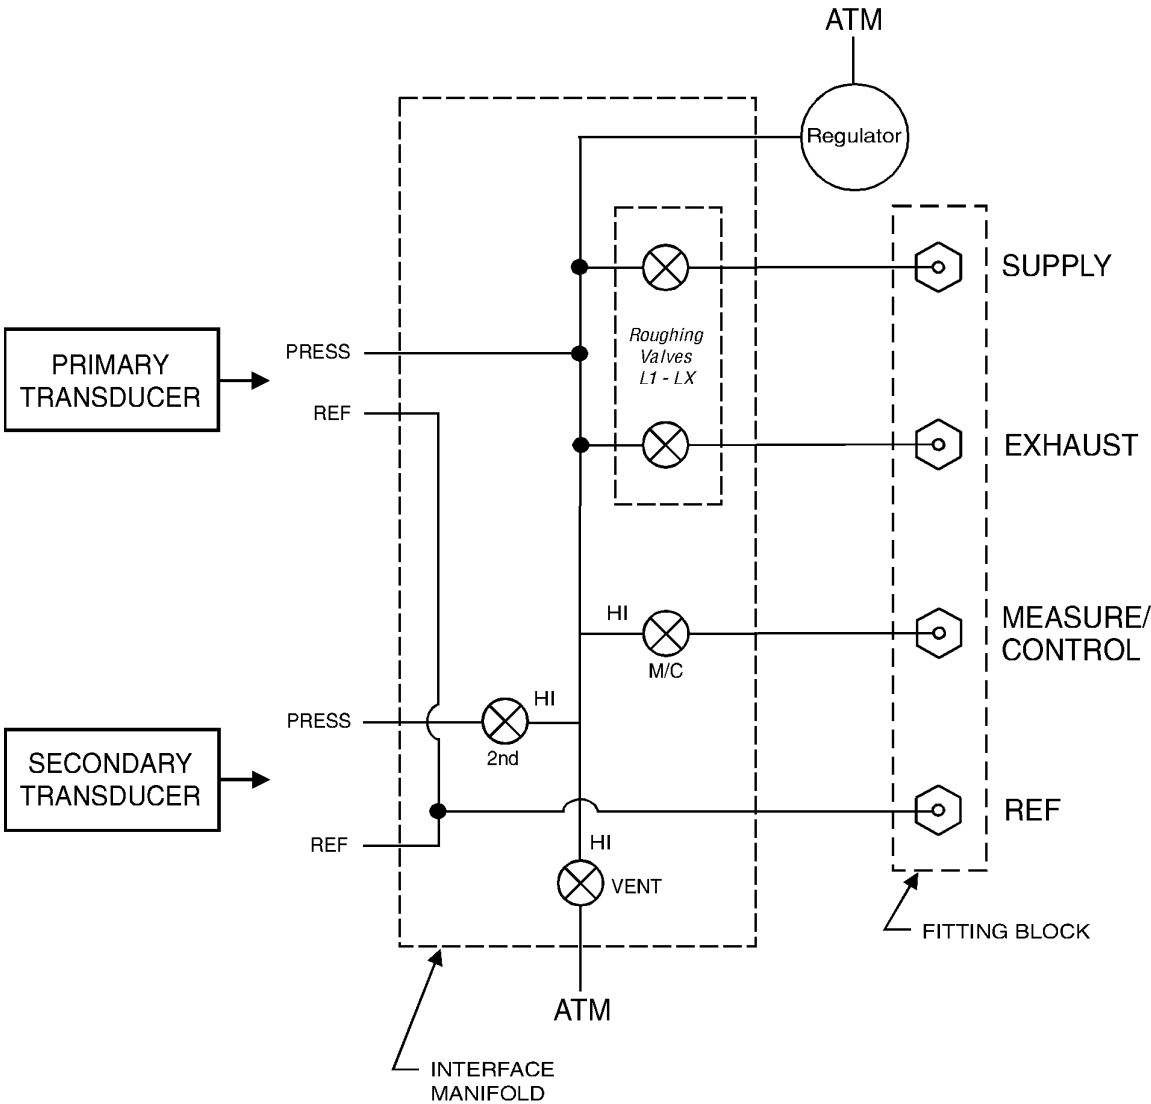 ATM
Regulator
SUPPLY
Roughing
Valves
L1 - LX
PRESS
PRIMARY
TRANSDUCER
REF
EXHAUST
HI
M/C
MEASURE/
CONTROL
HI
PRESS
2nd
SECONDARY
TRANSDUCER
REF
HI
REF
VENT
FITTING BLOCK
ATM
INTERFACE
MANIFOLD